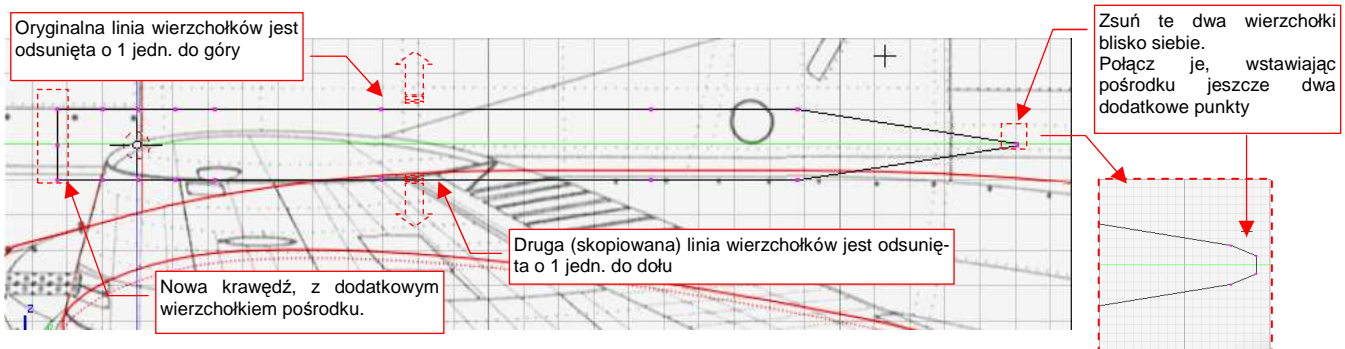 Oryginalna linia wierzchołków jest
odsunięta o 1 jedn. do góry
Zsuń te dwa wierzchołki
blisko siebie.
Połącz je, wstawiając
pośrodku jeszcze dwa
dodatkowe punkty
Druga (skopiowana) linia wierzchołków jest odsunię-
ta o 1 jedn. do dołu
Nowa krawędź, z dodatkowym
wierzchołkiem pośrodku.
z